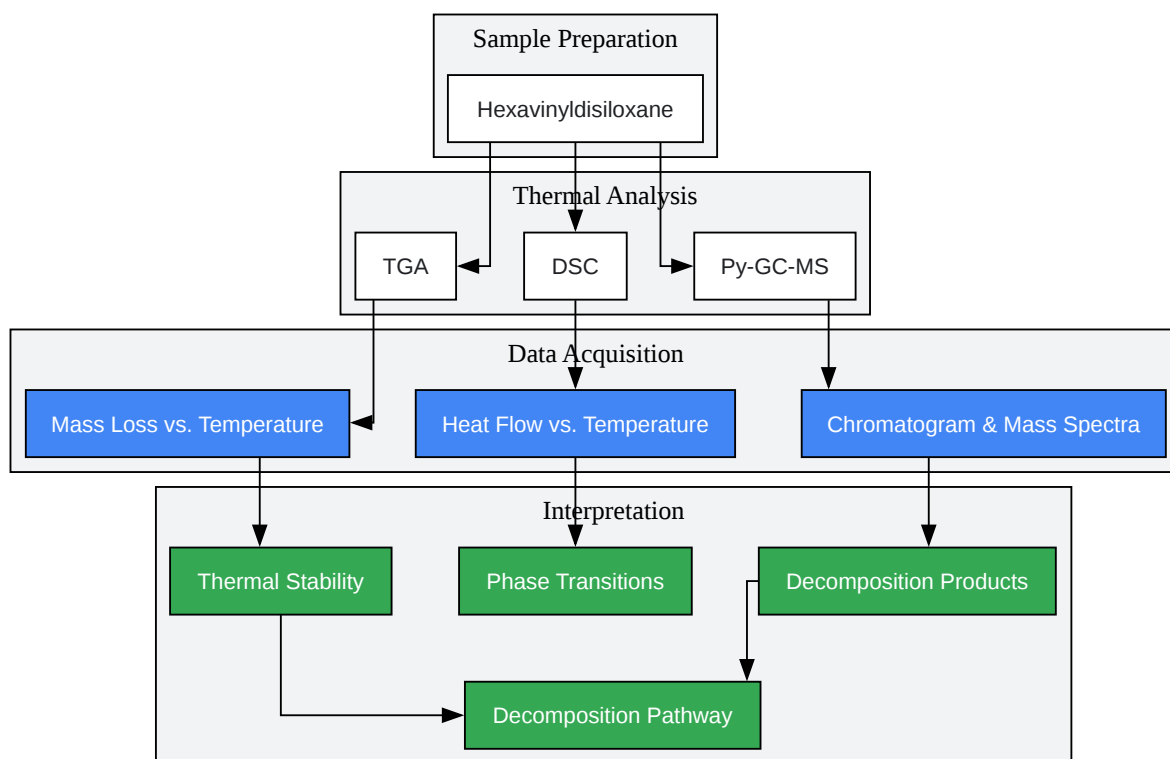 Sample Preparation
Hexavinyldisiloxane
Thermal Analysis
TGA
DSC
Py-GC-MS
Data Acquisition
Mass Loss vs. Temperature
Heat Flow vs. Temperature
Chromatogram & Mass Spectra
Interpretation
Thermal Stability
Phase Transitions
Decomposition Products
Decomposition Pathway